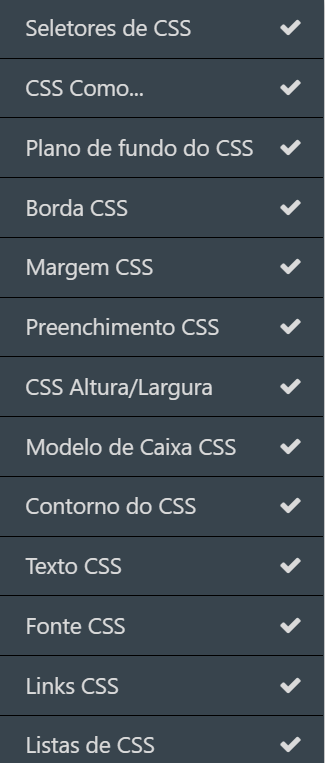 Seletores de CSS
CSS Como...
Plano de fundo do CSS
Borda CSS
Margem CSS
Preenchimento CSS
CSS Altura/Largura
Modelo de Caixa CSS
Contorno do CSS
Texto CSS
Fonte CSS
Links CSS
Listas de CSS